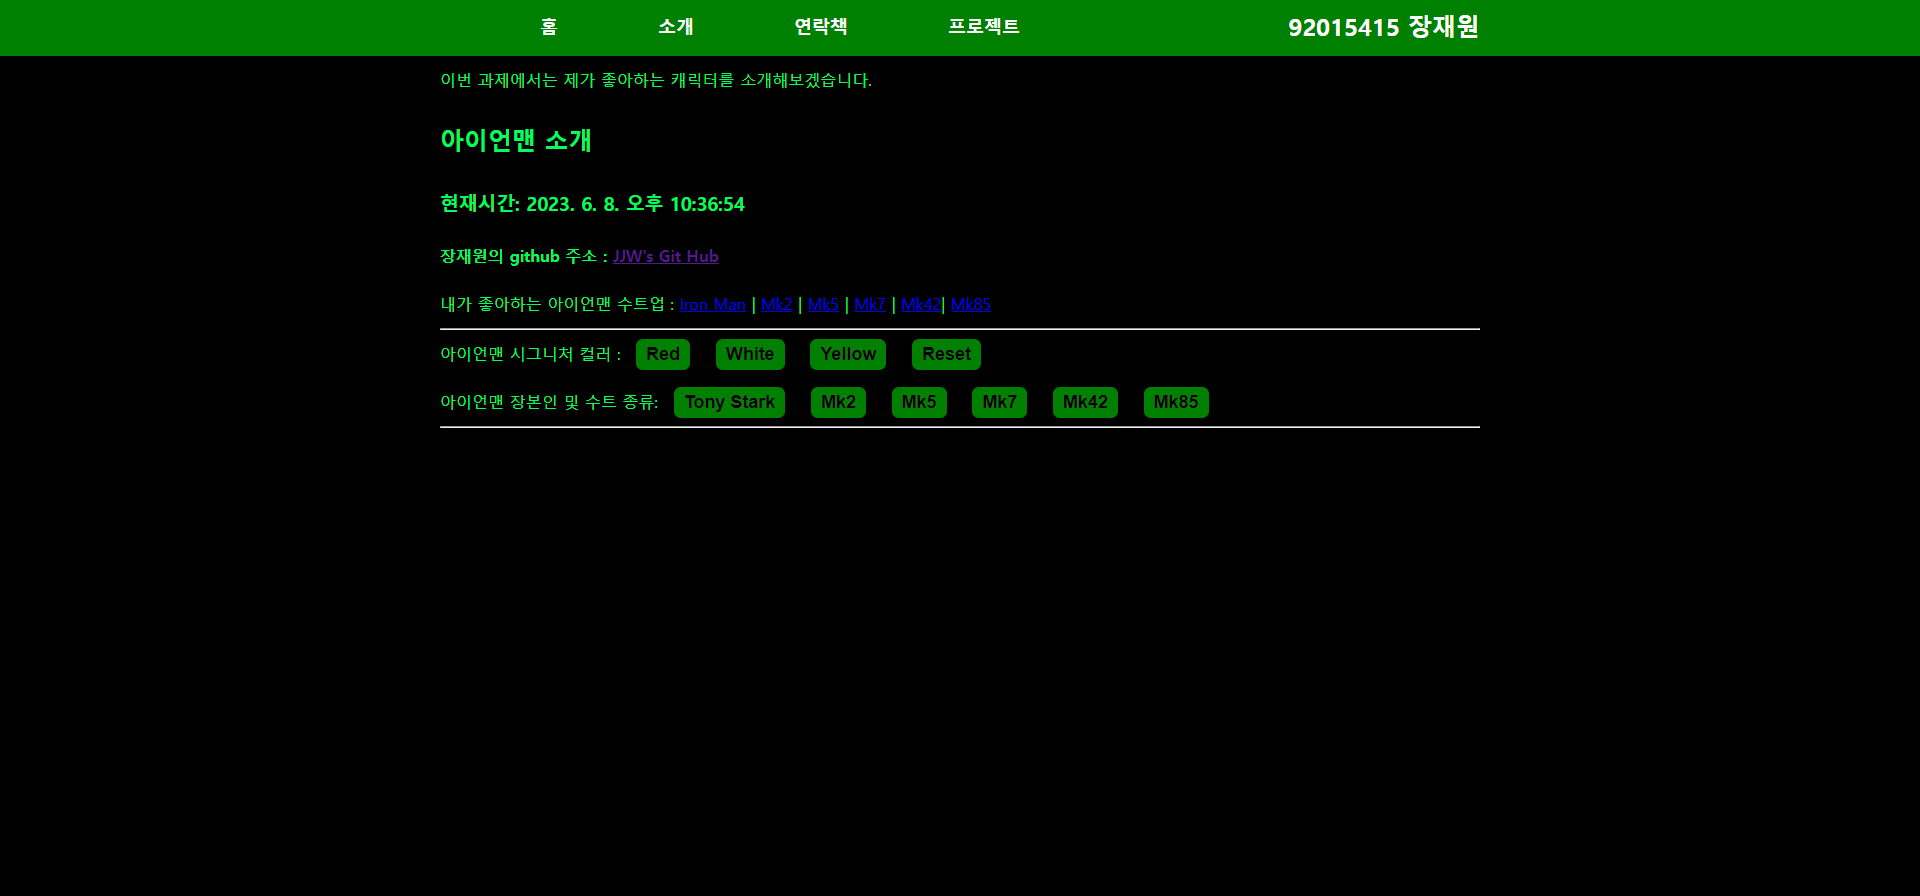 홈 소개 연락책 프로젝트 92015415 장재원
이번 과제에서는 제가 좋아하는 캐릭터를 소개해보겠습니다.
아이언맨 소개
현재시간: 2023. 6. 8. 오후 10:36:54
장재원의 github 주소 : JJW's Git Hub
내가 좋아하는 아이언맨 수트업 : Iron Man | Mk2 | Mk5 | Mk7 | Mk42| Mk85
아이언맨 시그니처 컬러 : Red White Yellow Reset
아이언맨 장본인 및 수트 종류: Tony Stark Mk2 Mk5 Mk7 Mk42 Mk85